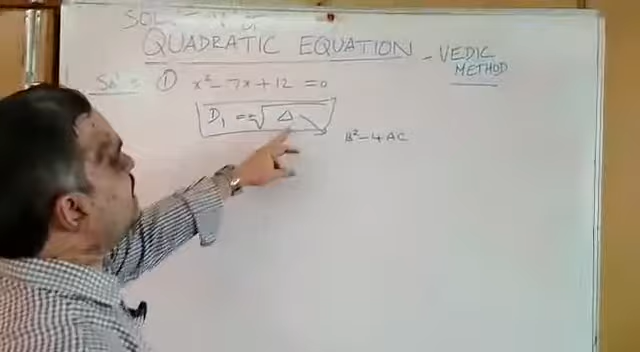 QUADRATIC EQUATION - VEDIC
METHOD
① x² - 7x + 12 = 0
D₁ = √Δ
B² - 4AC